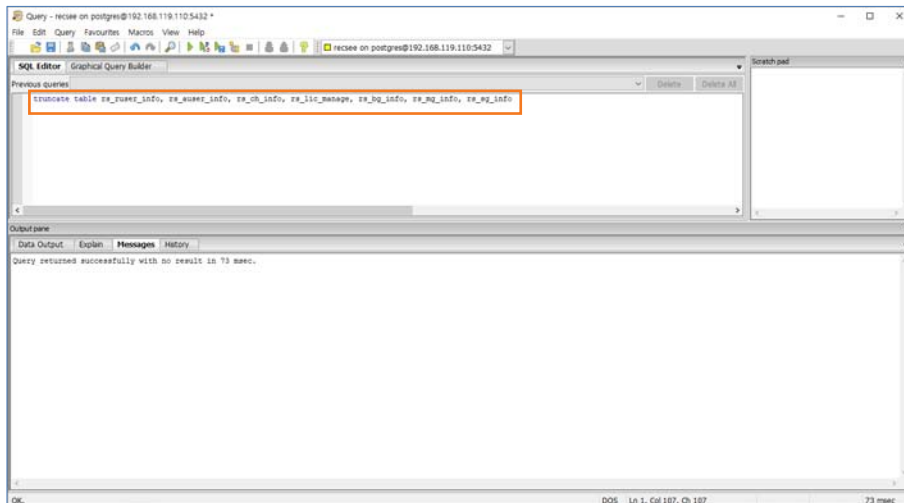 Query - recsee on postgres@192.168.119.110:5432 *
File Edit Query Favourites Macros View Help
recsee on postgres@192.168.119.110:5432
SQL Editor Graphical Query Builder
Scratch pad
Previous queries
Delete Delete All
truncate table rs_ruser_info, rs_auser_info, rs_ch_info, rs_lic_manage, rs_bg_info, rs_mg_info, rs_sg_info
Output pane
Data Output Explain Messages History
Query returned successfully with no result in 73 msec.
OK. DOS Ln 1, Col 107, Ch 107 73 msec